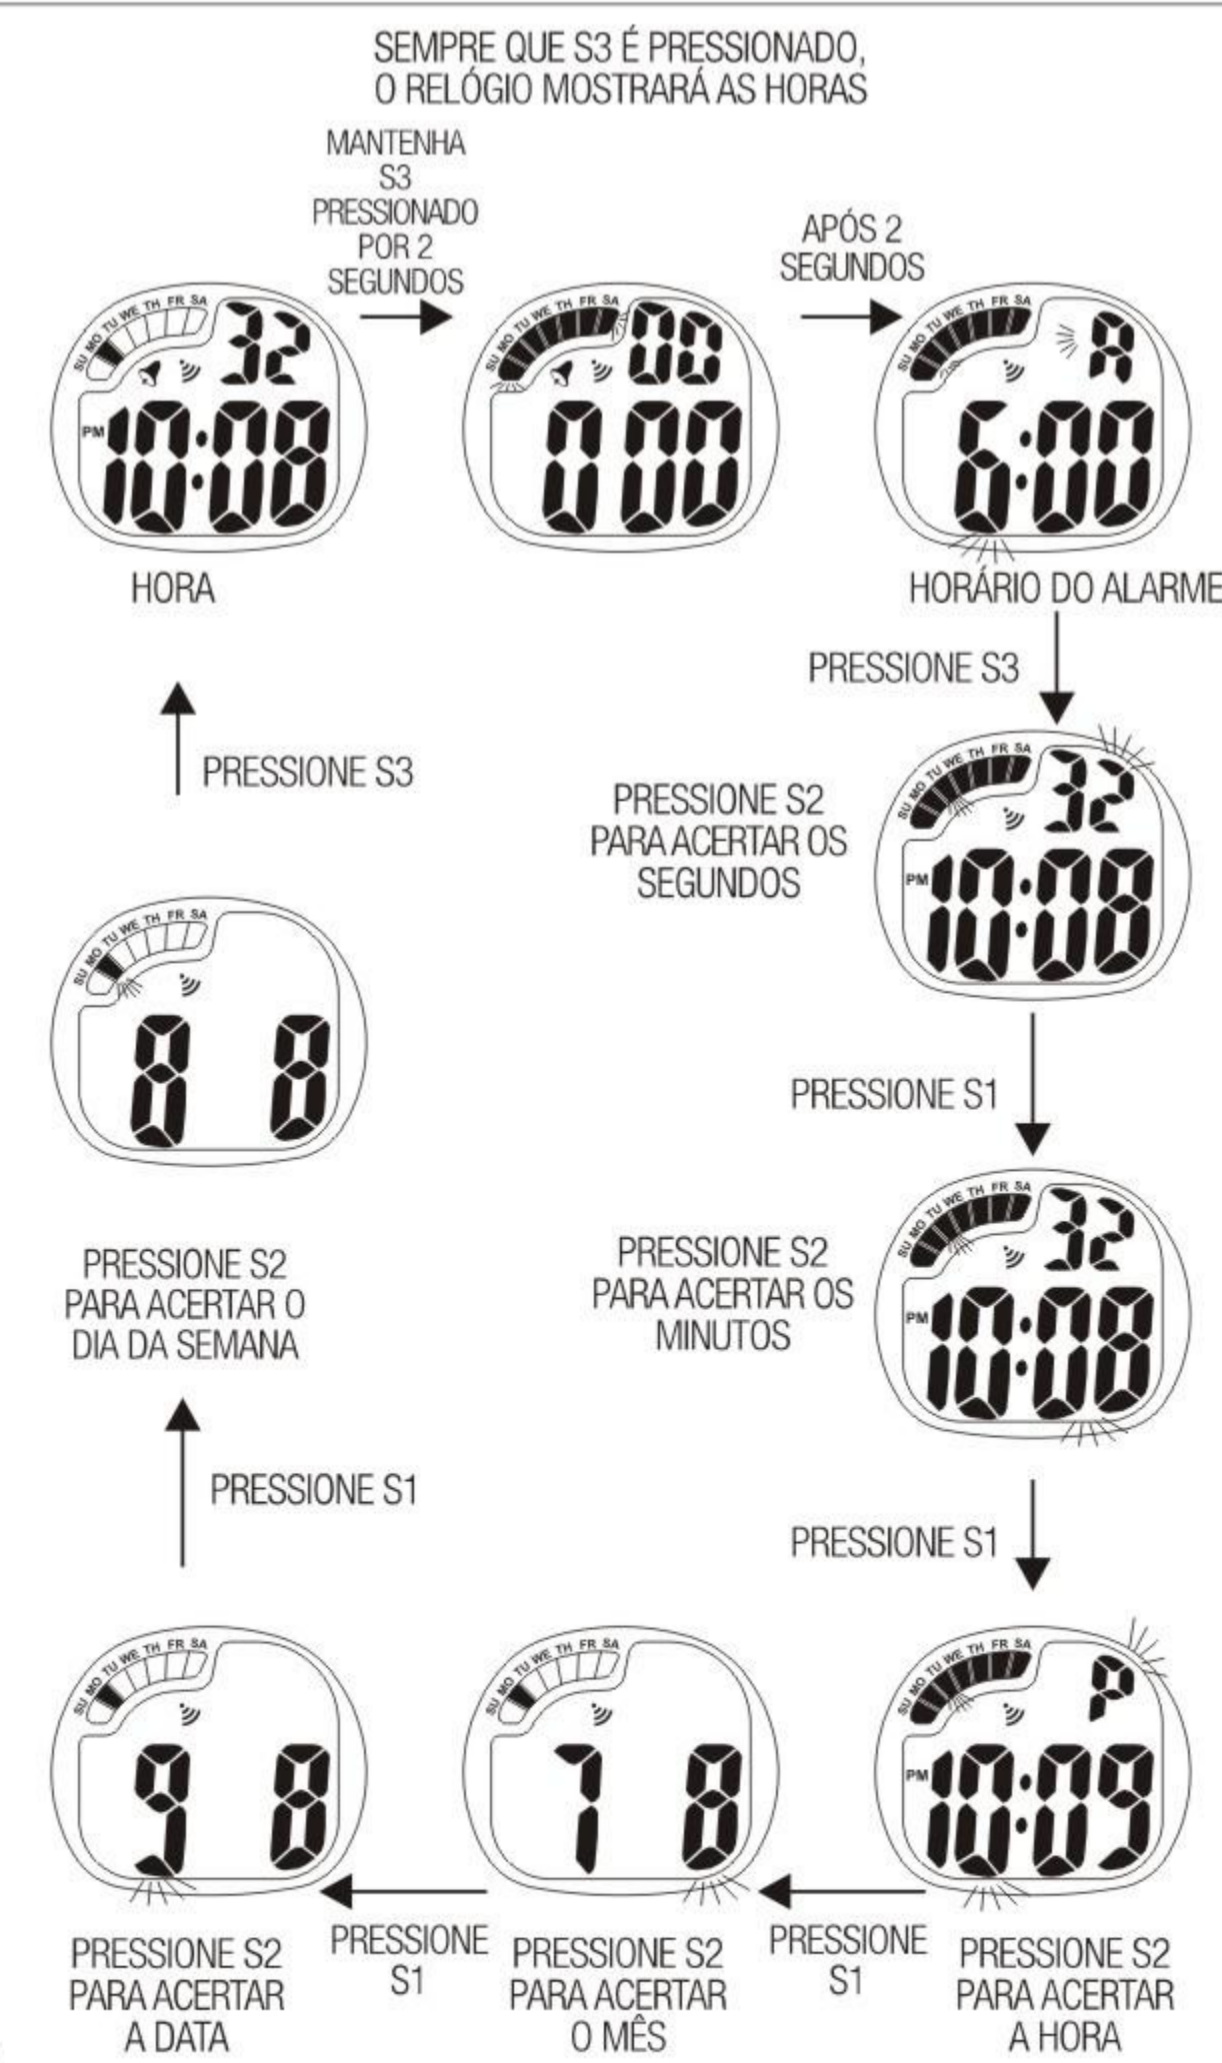 SEMPRE QUE S3 É PRESSIONADO,
O RELÓGIO MOSTRARÁ AS HORAS
MANTENHA
S3
PRESSIONADO
POR 2
SEGUNDOS
APÓS 2
SEGUNDOS
SU MO TU WE TH FR SA
32
PM 10:08
HORA
SU MO TU WE TH FR SA
00
0 00
SU MO TU WE TH FR SA
A
6:00
HORÁRIO DO ALARME
PRESSIONE S3
PRESSIONE S2
PARA ACERTAR OS
SEGUNDOS
SU MO TU WE TH FR SA
32
PM 10:08
PRESSIONE S1
PRESSIONE S2
PARA ACERTAR OS
MINUTOS
SU MO TU WE TH FR SA
32
PM 10:08
PRESSIONE S1
SU MO TU WE TH FR SA
P
PM 10:09
PRESSIONE S2
PARA ACERTAR
A HORA
PRESSIONE
S1
SU MO TU WE TH FR SA
7 8
PRESSIONE S2
PARA ACERTAR
O MÊS
PRESSIONE
S1
SU MO TU WE TH FR SA
9 8
PRESSIONE S2
PARA ACERTAR
A DATA
PRESSIONE S1
PRESSIONE S2
PARA ACERTAR O
DIA DA SEMANA
SU MO TU WE TH FR SA
8 8
PRESSIONE S3